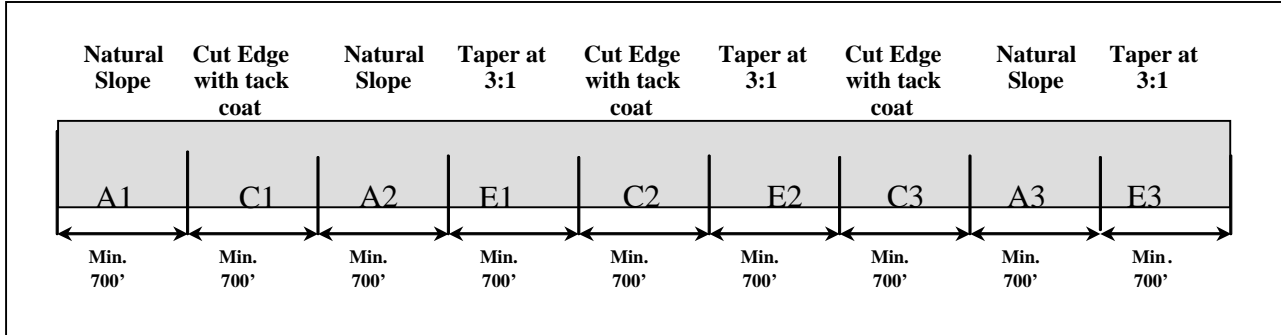 Natural Cut Edge Natural Taper at Cut Edge Taper at Cut Edge Natural Taper at
Slope with tack Slope 3:1 with tack 3:1 with tack Slope 3:1
coat coat coat
A1 C1 A2 E1 C2 E2 C3 A3 E3
Min. Min. Min. Min. Min. Min. Min. Min. Min.
700’ 700’ 700’ 700’ 700’ 700’ 700’ 700’ 700’